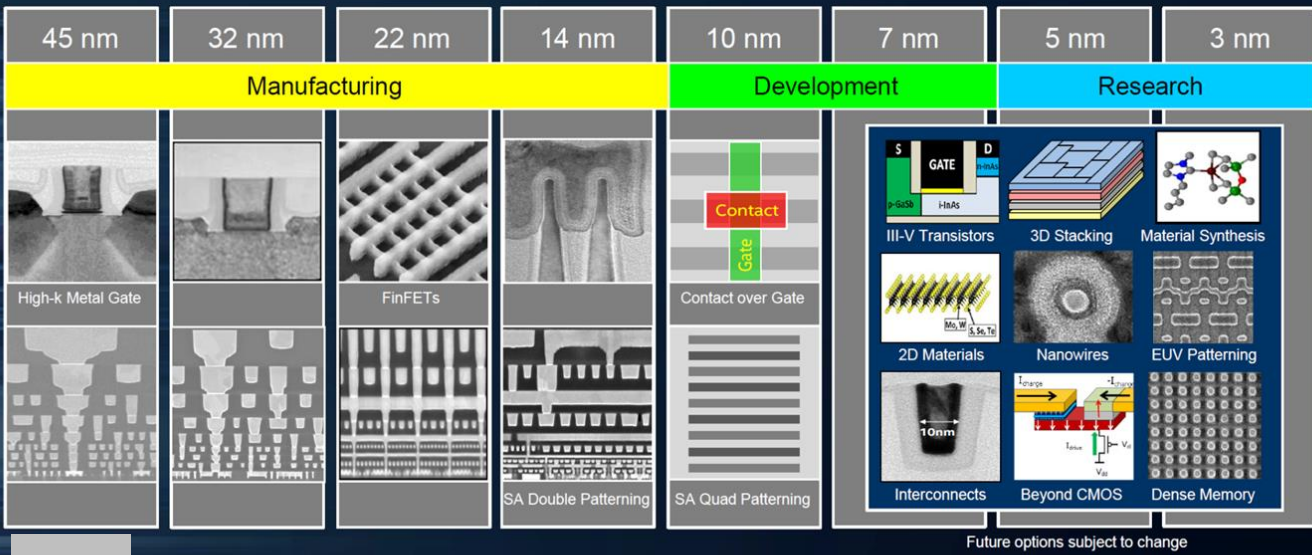 45 nm
32 nm
22 nm
14 nm
10 nm
7 nm
5 nm
3 nm
Manufacturing
Development
Research
High-k Metal Gate
FinFETs
Contact
Gate
Contact over Gate
SA Double Patterning
SA Quad Patterning
S
GATE
D
n-InAs
p-GaSb
i-InAs
III-V Transistors
3D Stacking
Material Synthesis
Mo, W
S, Se, Te
2D Materials
Nanowires
EUV Patterning
10nm
Interconnects
Icharge
-Icharge
Idrive
Beyond CMOS
Dense Memory
Future options subject to change